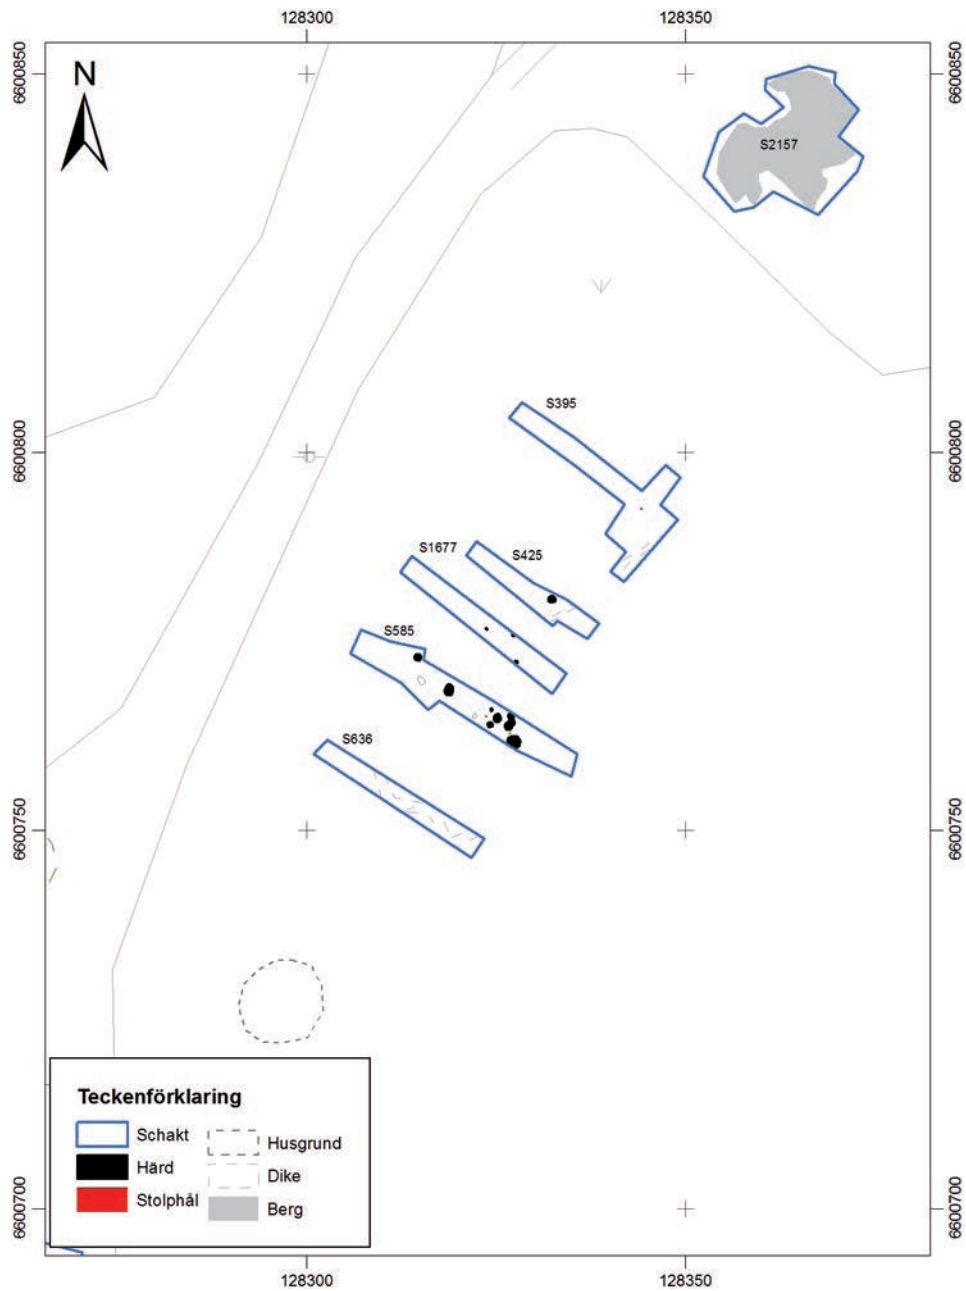 128300
128350
6600850
6600850
N
S2157
S395
6600800
6600800
D
S1677
S425
S585
S636
6600750
6600750
Teckenförklaring
Schakt
Härd
Stolphål
Husgrund
Dike
Berg
6600700
6600700
128300
128350